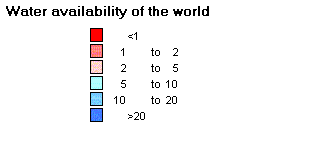 Water availability of the world
<1
1 to 2
2 to 5
5 to 10
10 to 20
>20